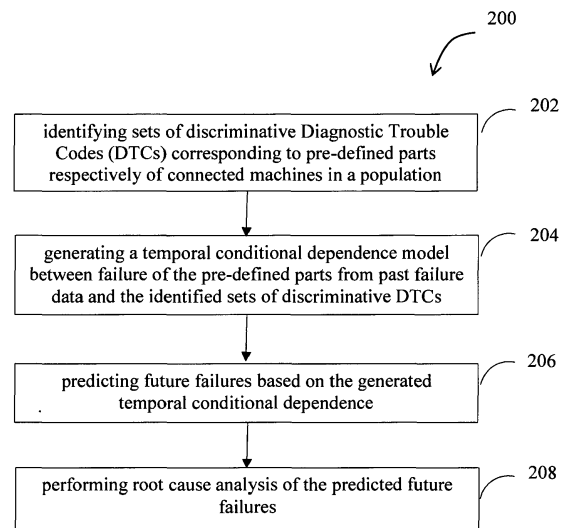 200
202
identifying sets of discriminative Diagnostic Trouble
Codes (DTCs) corresponding to pre-defined parts
respectively of connected machines in a population
204
generating a temporal conditional dependence model
between failure of the pre-defined parts from past failure
data and the identified sets of discriminative DTCs
206
predicting future failures based on the generated
temporal conditional dependence
208
performing root cause analysis of the predicted future
failures